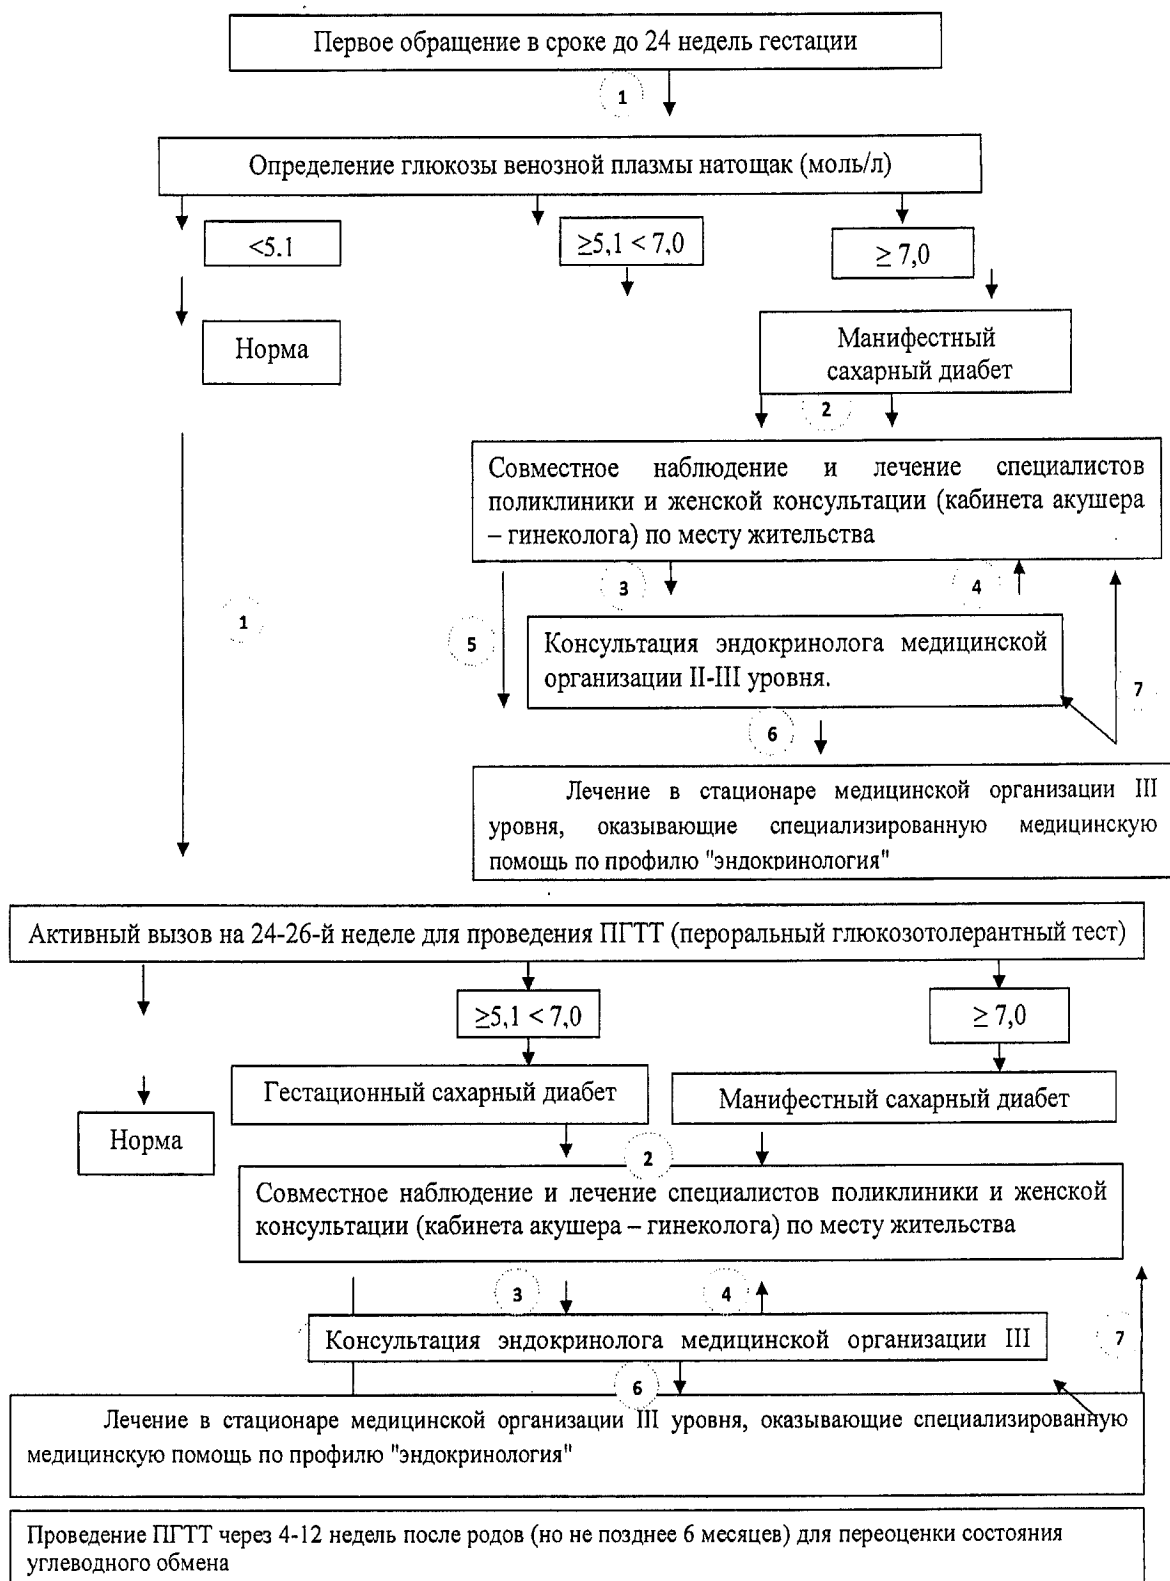 Первое обращение в сроке до 24 недель гестации
1
Определение глюкозы венозной плазмы натощак (моль/л)
<5.1
≥5,1 < 7,0
≥ 7,0
Норма
Манифестный
сахарный диабет
2
Совместное наблюдение и лечение специалистов
поликлиники и женской консультации (кабинета акушера
– гинеколога) по месту жительства
3
4
1
5
Консультация эндокринолога медицинской
организации II-III уровня.
7
6
Лечение в стационаре медицинской организации III
уровня, оказывающие специализированную медицинскую
помощь по профилю "эндокринология"
Активный вызов на 24-26-й неделе для проведения ПГТТ (пероральный глюкозотолерантный тест)
≥5,1 < 7,0
≥ 7,0
Гестационный сахарный диабет
Манифестный сахарный диабет
Норма
2
Совместное наблюдение и лечение специалистов поликлиники и женской
консультации (кабинета акушера – гинеколога) по месту жительства
3
4
Консультация эндокринолога медицинской организации III
7
6
Лечение в стационаре медицинской организации III уровня, оказывающие специализированную
медицинскую помощь по профилю "эндокринология"
Проведение ПГТТ через 4-12 недель после родов (но не позднее 6 месяцев) для переоценки состояния
углеводного обмена